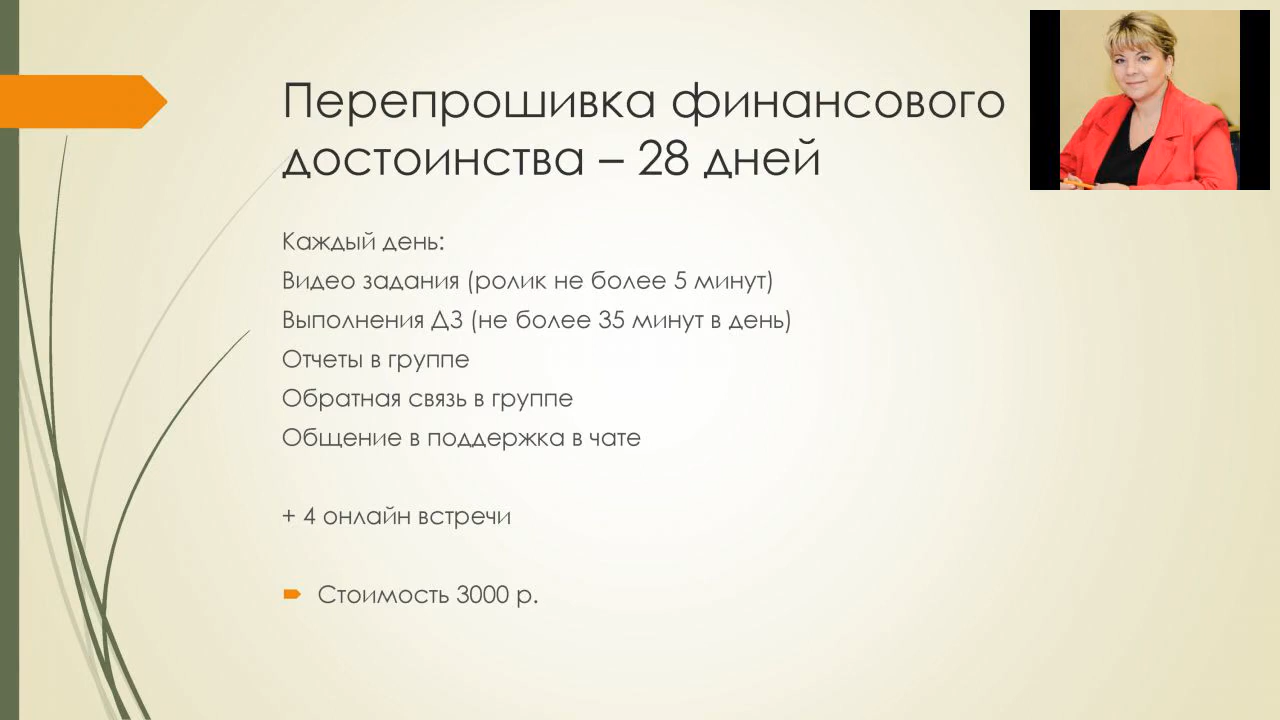 Перепрошивка финансового
достоинства – 28 дней
Каждый день:
Видео задания (ролик не более 5 минут)
Выполнения ДЗ (не более 35 минут в день)
Отчеты в группе
Обратная связь в группе
Общение в поддержка в чате
+ 4 онлайн встречи
Стоимость 3000 р.